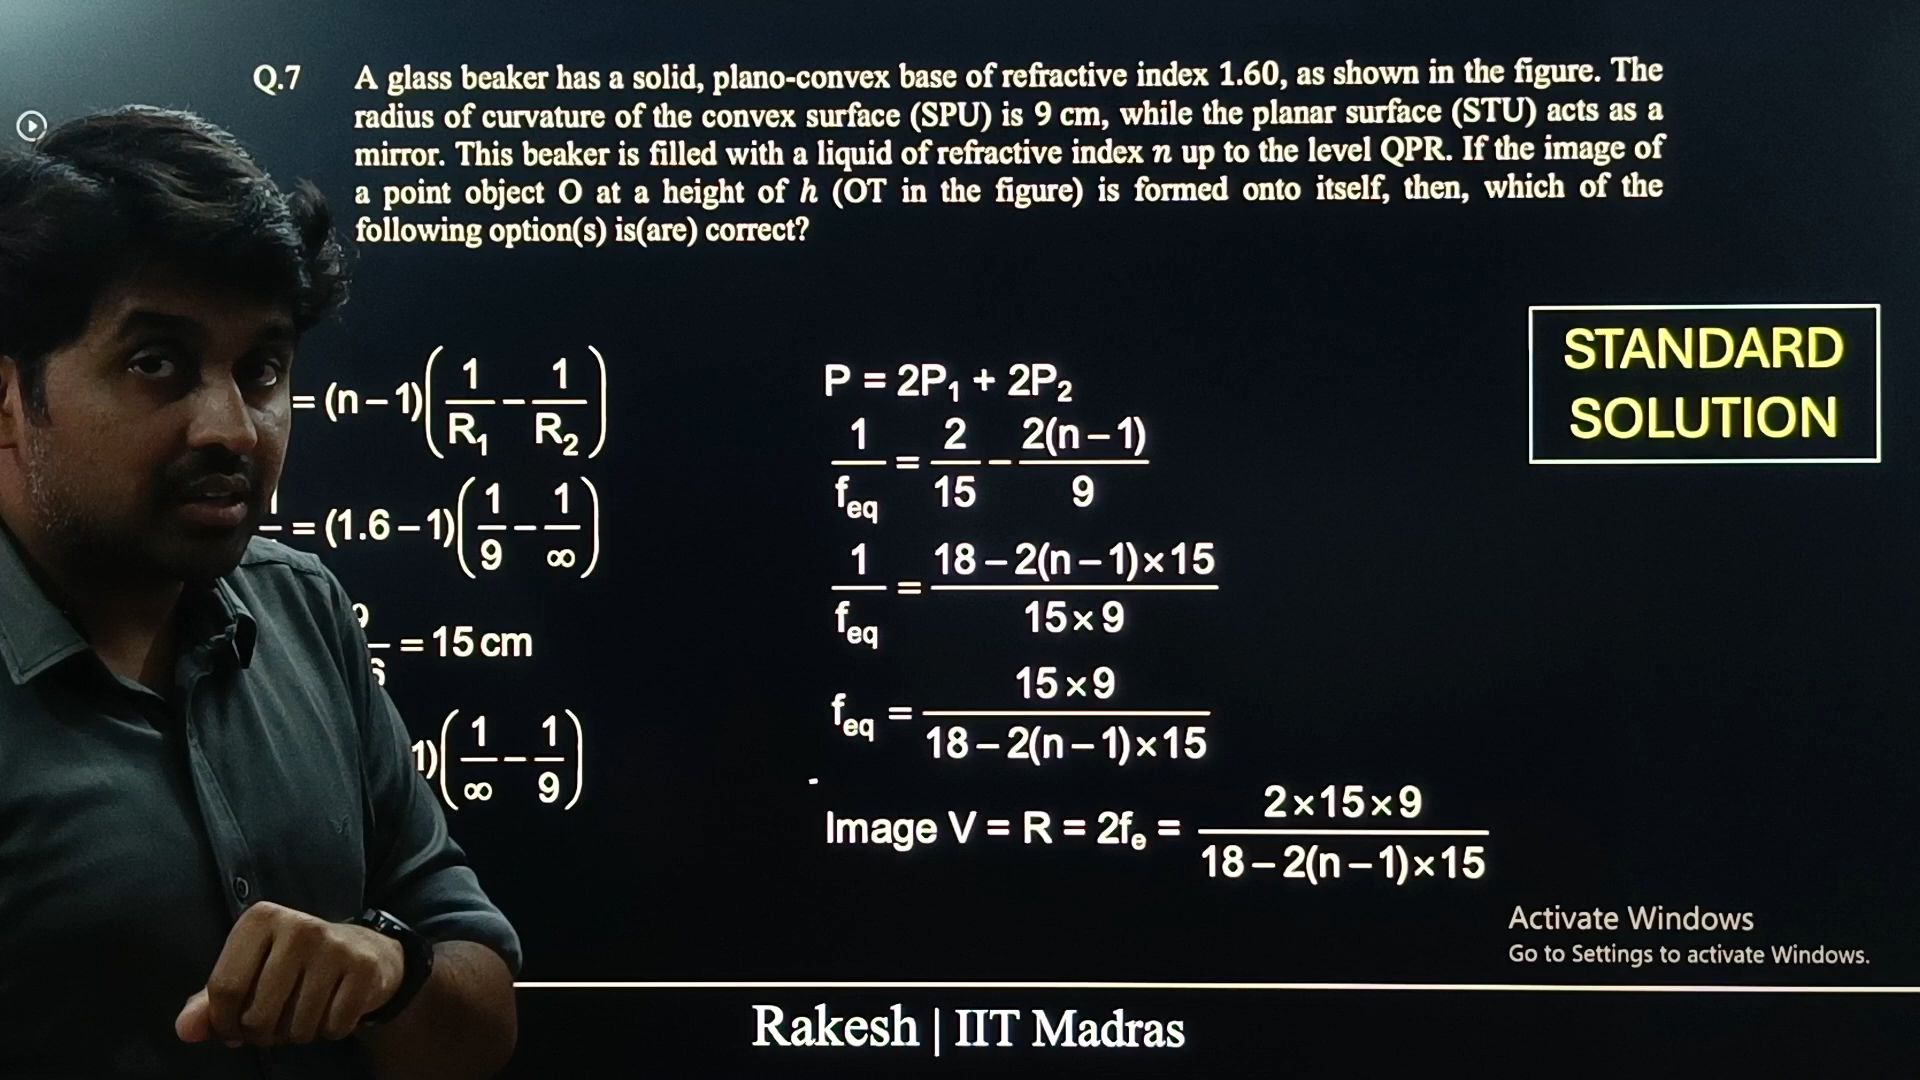 Q.7 A glass beaker has a solid, plano-convex base of refractive index 1.60, as shown in the figure. The
radius of curvature of the convex surface (SPU) is 9 cm, while the planar surface (STU) acts as a
mirror. This beaker is filled with a liquid of refractive index n up to the level QPR. If the image of
a point object O at a height of h (OT in the figure) is formed onto itself, then, which of the
following option(s) is(are) correct?
STANDARD
SOLUTION
= (n – 1)(1/R₁ – 1/R₂)
= (1.6 – 1)(1/9 – 1/∞)
= 15 cm
1)(1/∞ – 1/9)
P = 2P₁ + 2P₂
1/f_eq = 2/15 – 2(n – 1)/9
1/f_eq = 18 – 2(n – 1)×15/15×9
f_eq = 15×9/18 – 2(n – 1)×15
Image V = R = 2fₑ = 2×15×9/18 – 2(n – 1)×15
Activate Windows
Go to Settings to activate Windows.
Rakesh | IIT Madras